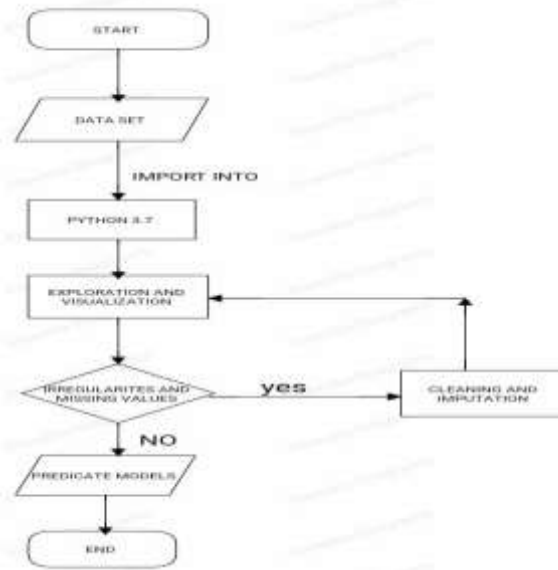 START
DATA SET
IMPORT INTO
PYTHON 3.7
EXPLORATION AND
VISUALIZATION
IRREGULARITES AND
MISSING VALUES
yes
CLEANING AND
IMPUTATION
NO
PREDICATE MODELS
END